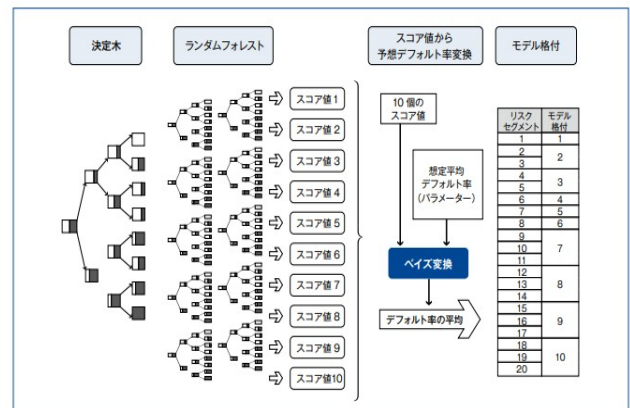 決定木
ランダムフォレスト
スコア値から
予想デフォルト率変換
モデル格付
スコア値1
スコア値2
スコア値3
スコア値4
スコア値5
スコア値6
スコア値7
スコア値8
スコア値9
スコア値10
10個の
スコア値
想定平均
デフォルト率
(パラメーター)
ベイズ変換
デフォルト率の平均
リスク
セグメント
モデル
格付
1 1
2
3
2
4
5
3
6 4
7 5
8 6
9
10
11
7
12
13
14
8
15
16
17
9
18
19
20
10